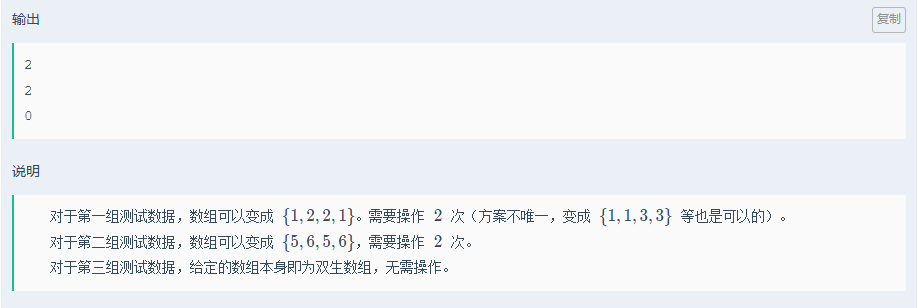 输出
复制
2
2
0
说明
对于第一组测试数据，数组可以变成 {1,2,2,1}。需要操作 2 次（方案不唯一，变成 {1,1,3,3} 等也是可以的）。
对于第二组测试数据，数组可以变成 {5,6,5,6}，需要操作 2 次。
对于第三组测试数据，给定的数组本身即为双生数组，无需操作。